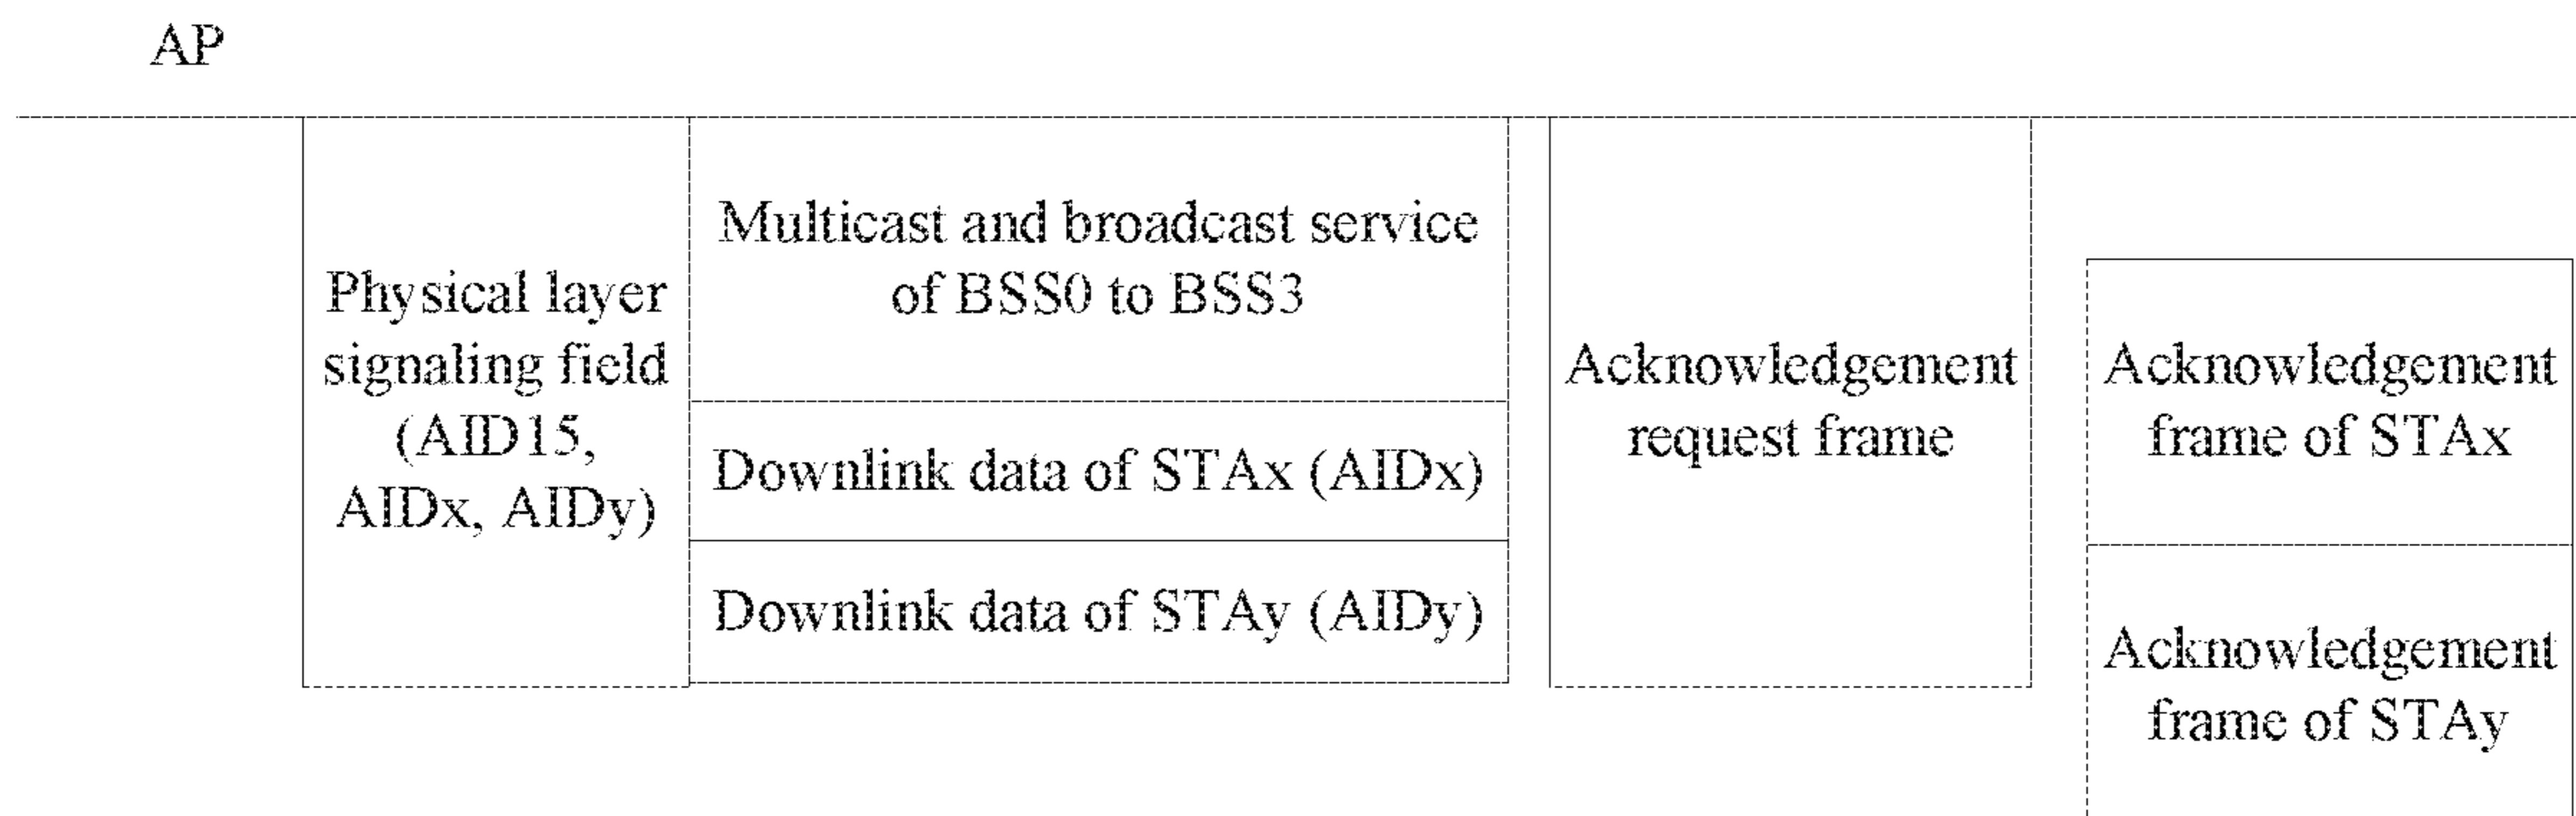 AP
Physical layer
signaling field
(AID15,
AIDx, AIDy)
Multicast and broadcast service
of BSS0 to BSS3
Downlink data of STAx (AIDx)
Downlink data of STAy (AIDy)
Acknowledgement
request frame
Acknowledgement
frame of STAx
Acknowledgement
frame of STAy